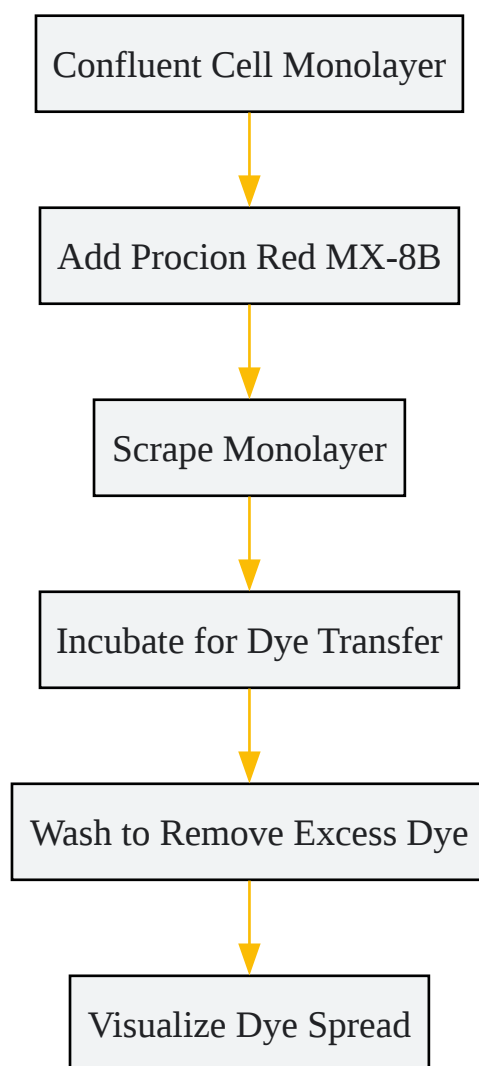 Confluent Cell Monolayer
Add Procion Red MX-8B
Scrape Monolayer
Incubate for Dye Transfer
Wash to Remove Excess Dye
Visualize Dye Spread